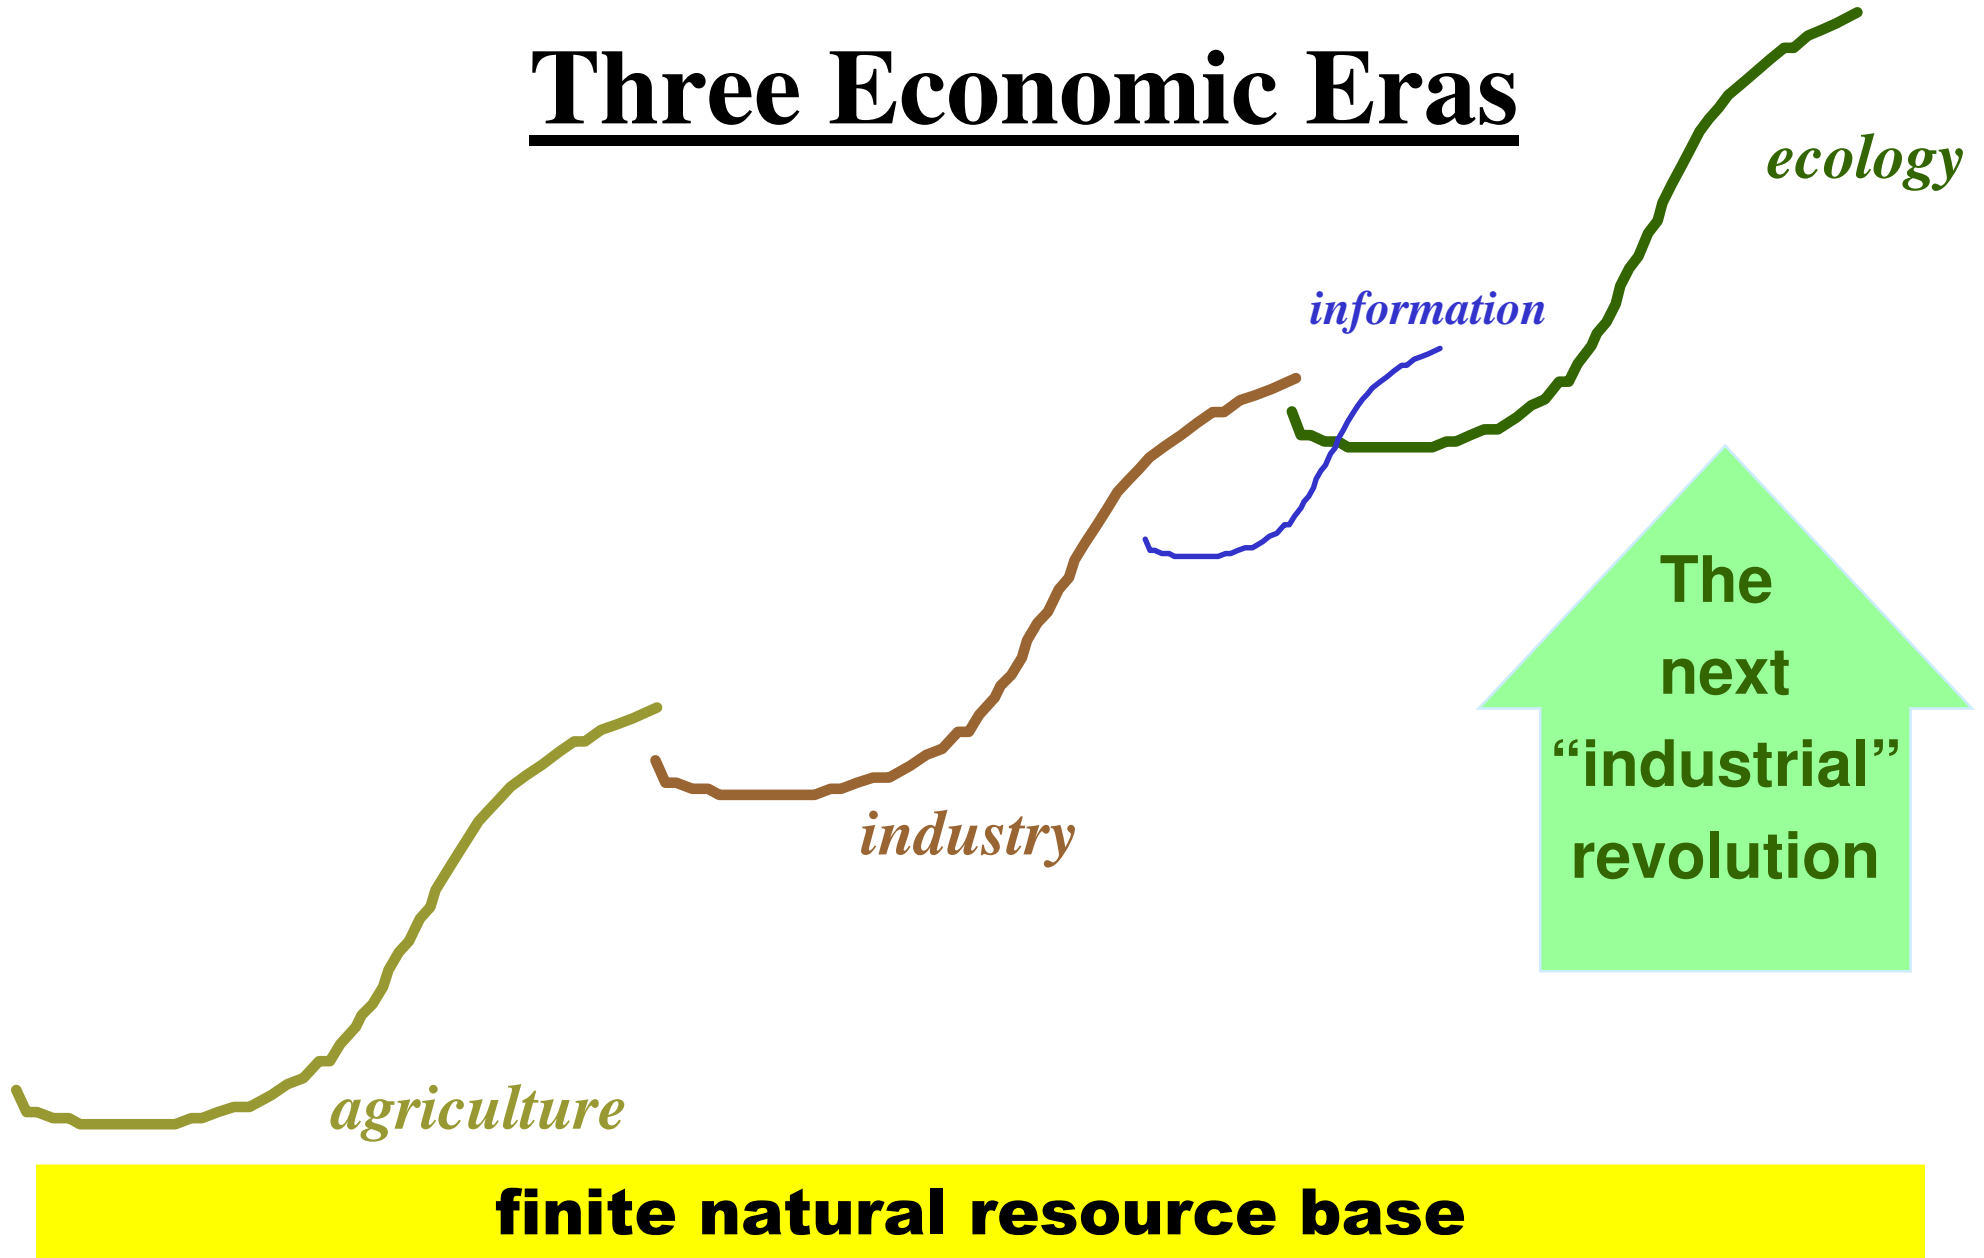 Three Economic Eras
ecology
information
The
next
“industrial”
revolution
industry
agriculture
finite natural resource base